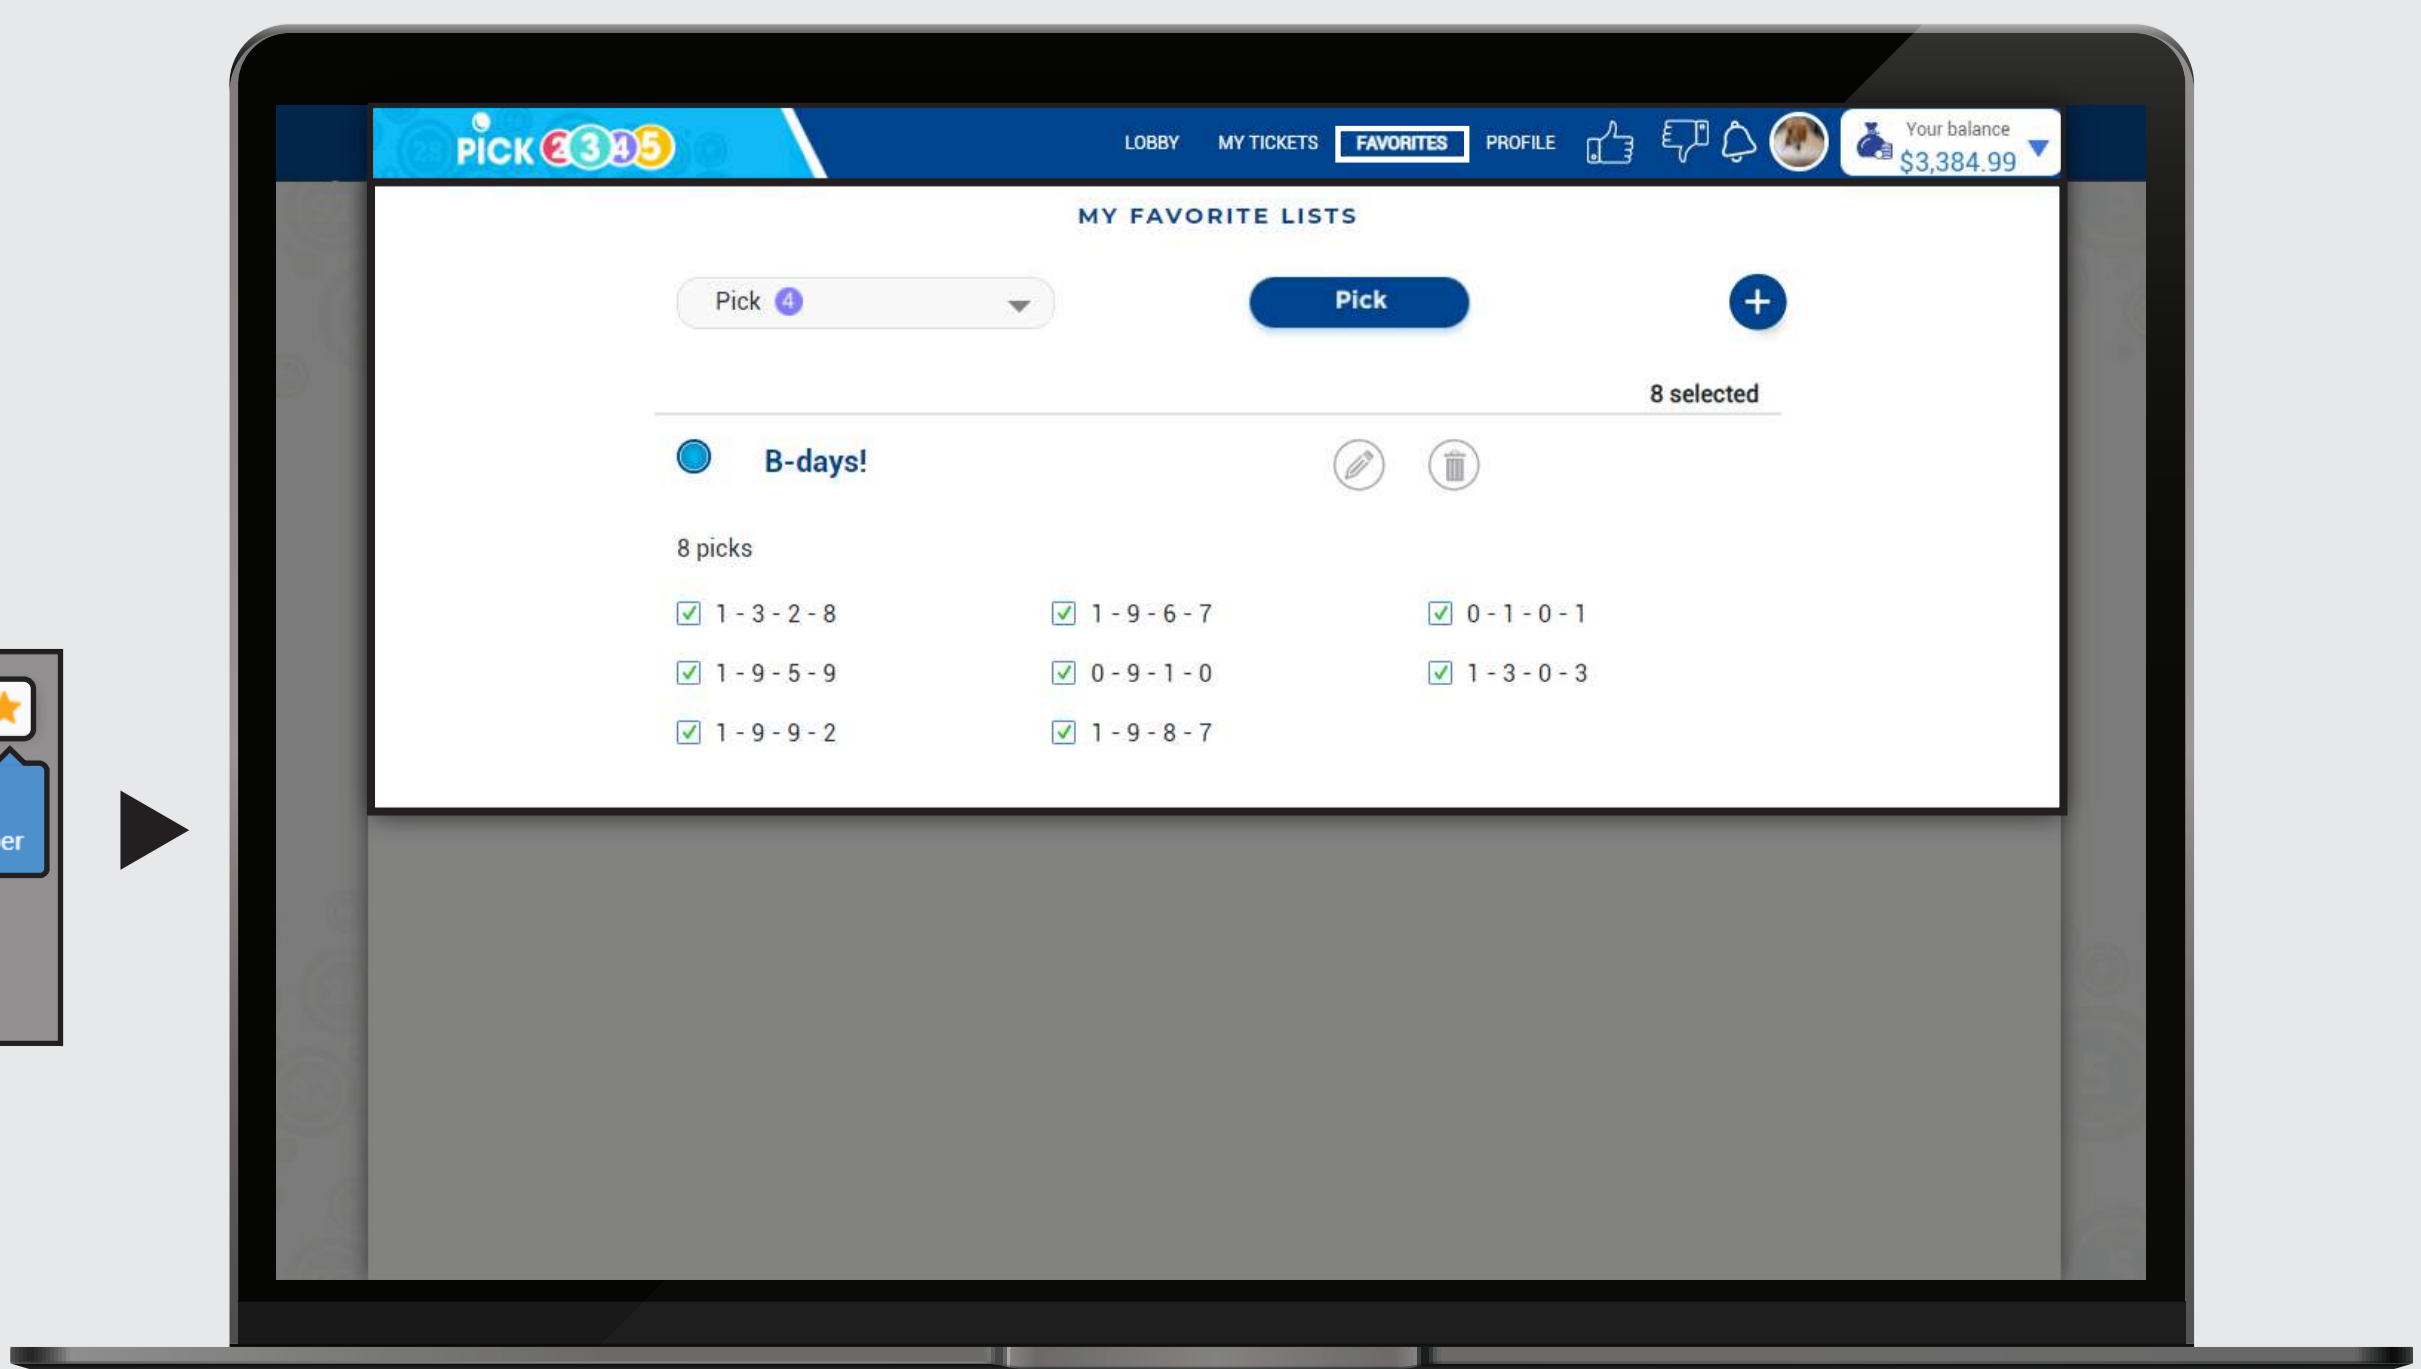 PiCK 2345
LOBBY MY TICKETS FAVORITES PROFILE
Your balance
$3,384.99
MY FAVORITE LISTS
Pick 4
Pick
+
8 selected
B-days!
8 picks
1 - 3 - 2 - 8
1 - 9 - 6 - 7
0 - 1 - 0 - 1
1 - 9 - 5 - 9
0 - 9 - 1 - 0
1 - 3 - 0 - 3
1 - 9 - 9 - 2
1 - 9 - 8 - 7
er